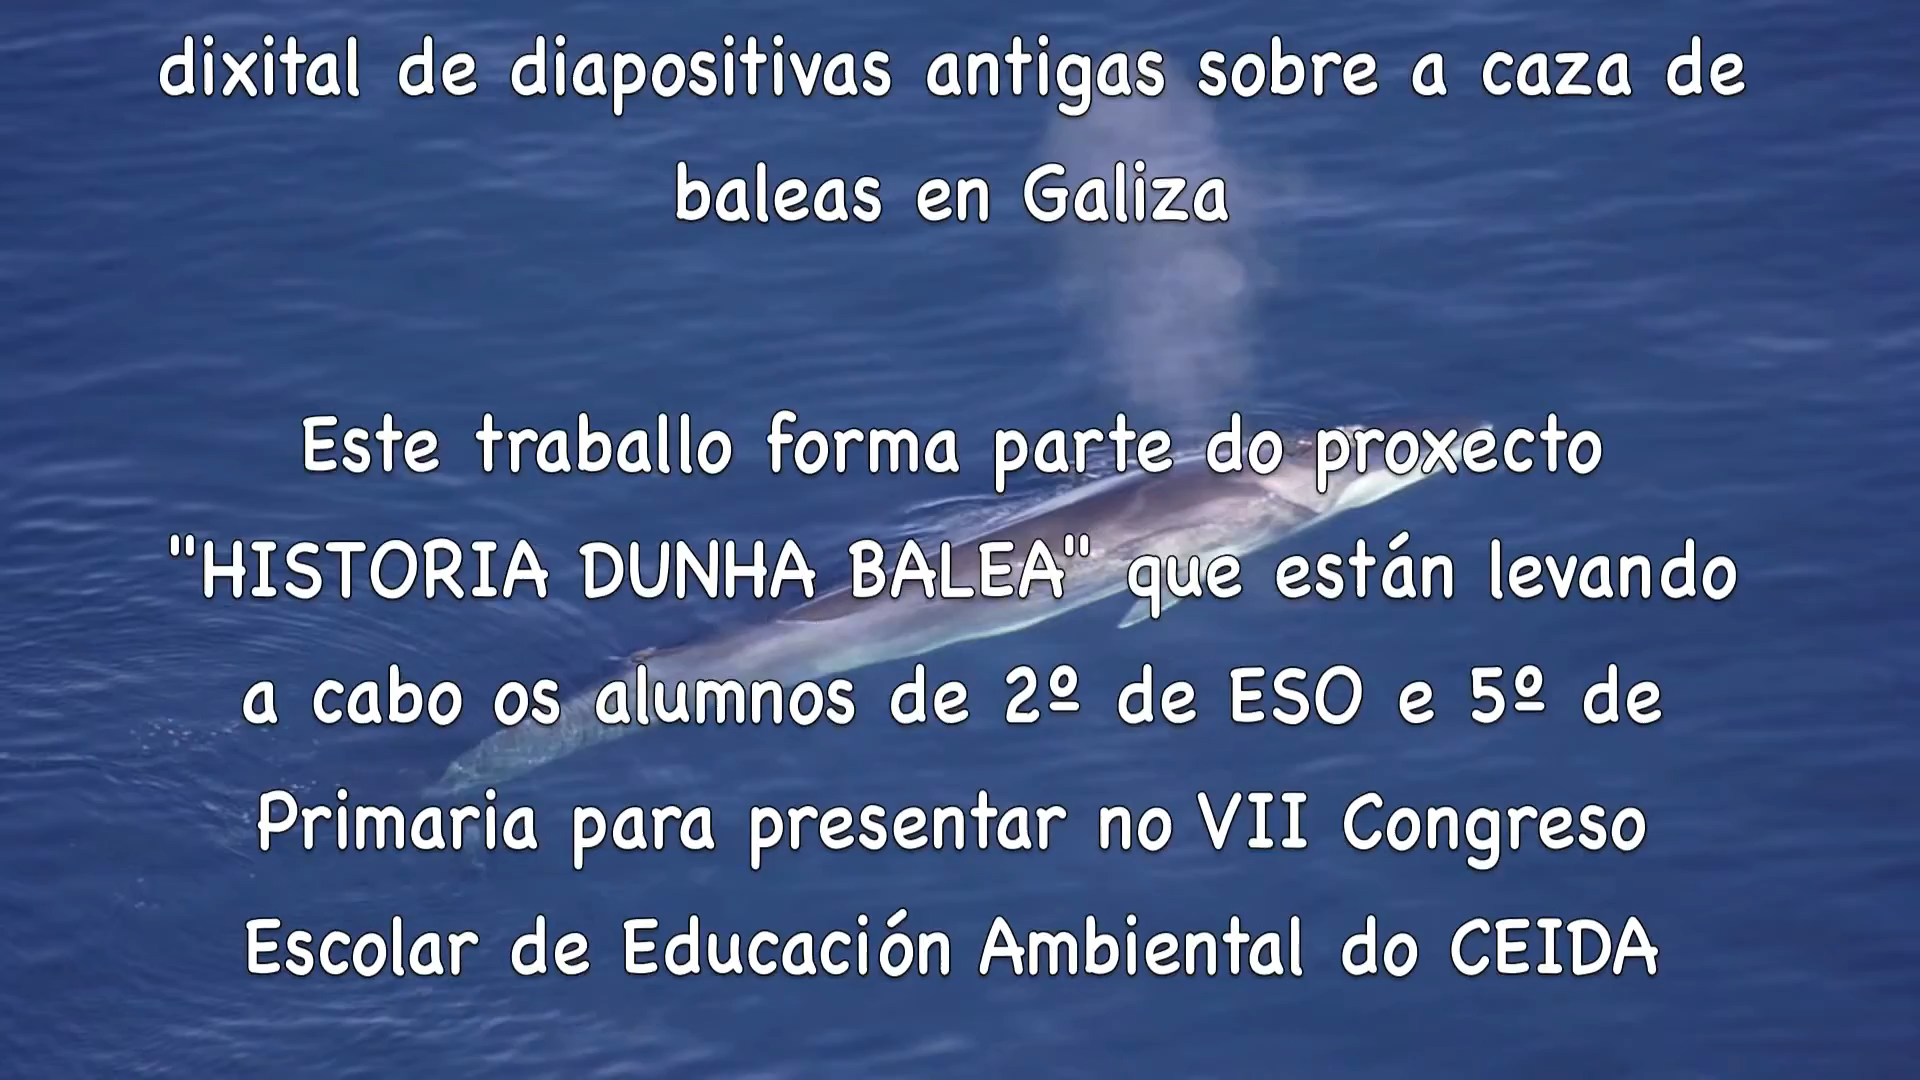 dixital de diapositivas antigas sobre a caza de
baleas en Galiza
Este traballo forma parte do proxecto
"HISTORIA DUNHA BALEA" que están levando
a cabo os alumnos de 2º de ESO e 5º de
Primaria para presentar no VII Congreso
Escolar de Educación Ambiental do CEIDA